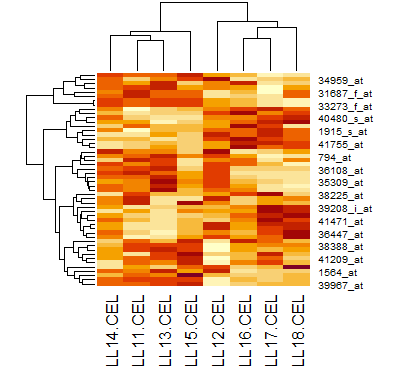 34959_at
31687_f_at
33273_f_at
40480_s_at
1915_s_at
41755_at
794_at
36108_at
35309_at
38225_at
39208_i_at
41471_at
36447_at
38388_at
41209_at
1564_at
39967_at
LL14.CEL
LL11.CEL
LL13.CEL
LL15.CEL
LL12.CEL
LL16.CEL
LL17.CEL
LL18.CEL